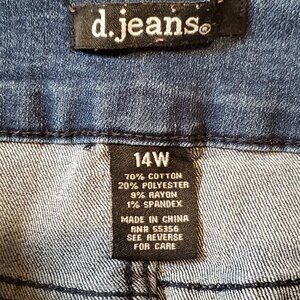 d.jeans®
14W
70% COTTON
20% POLYESTER
9% RAYON
1% SPANDEX
MADE IN CHINA
RN# 55356
SEE REVERSE
FOR CARE